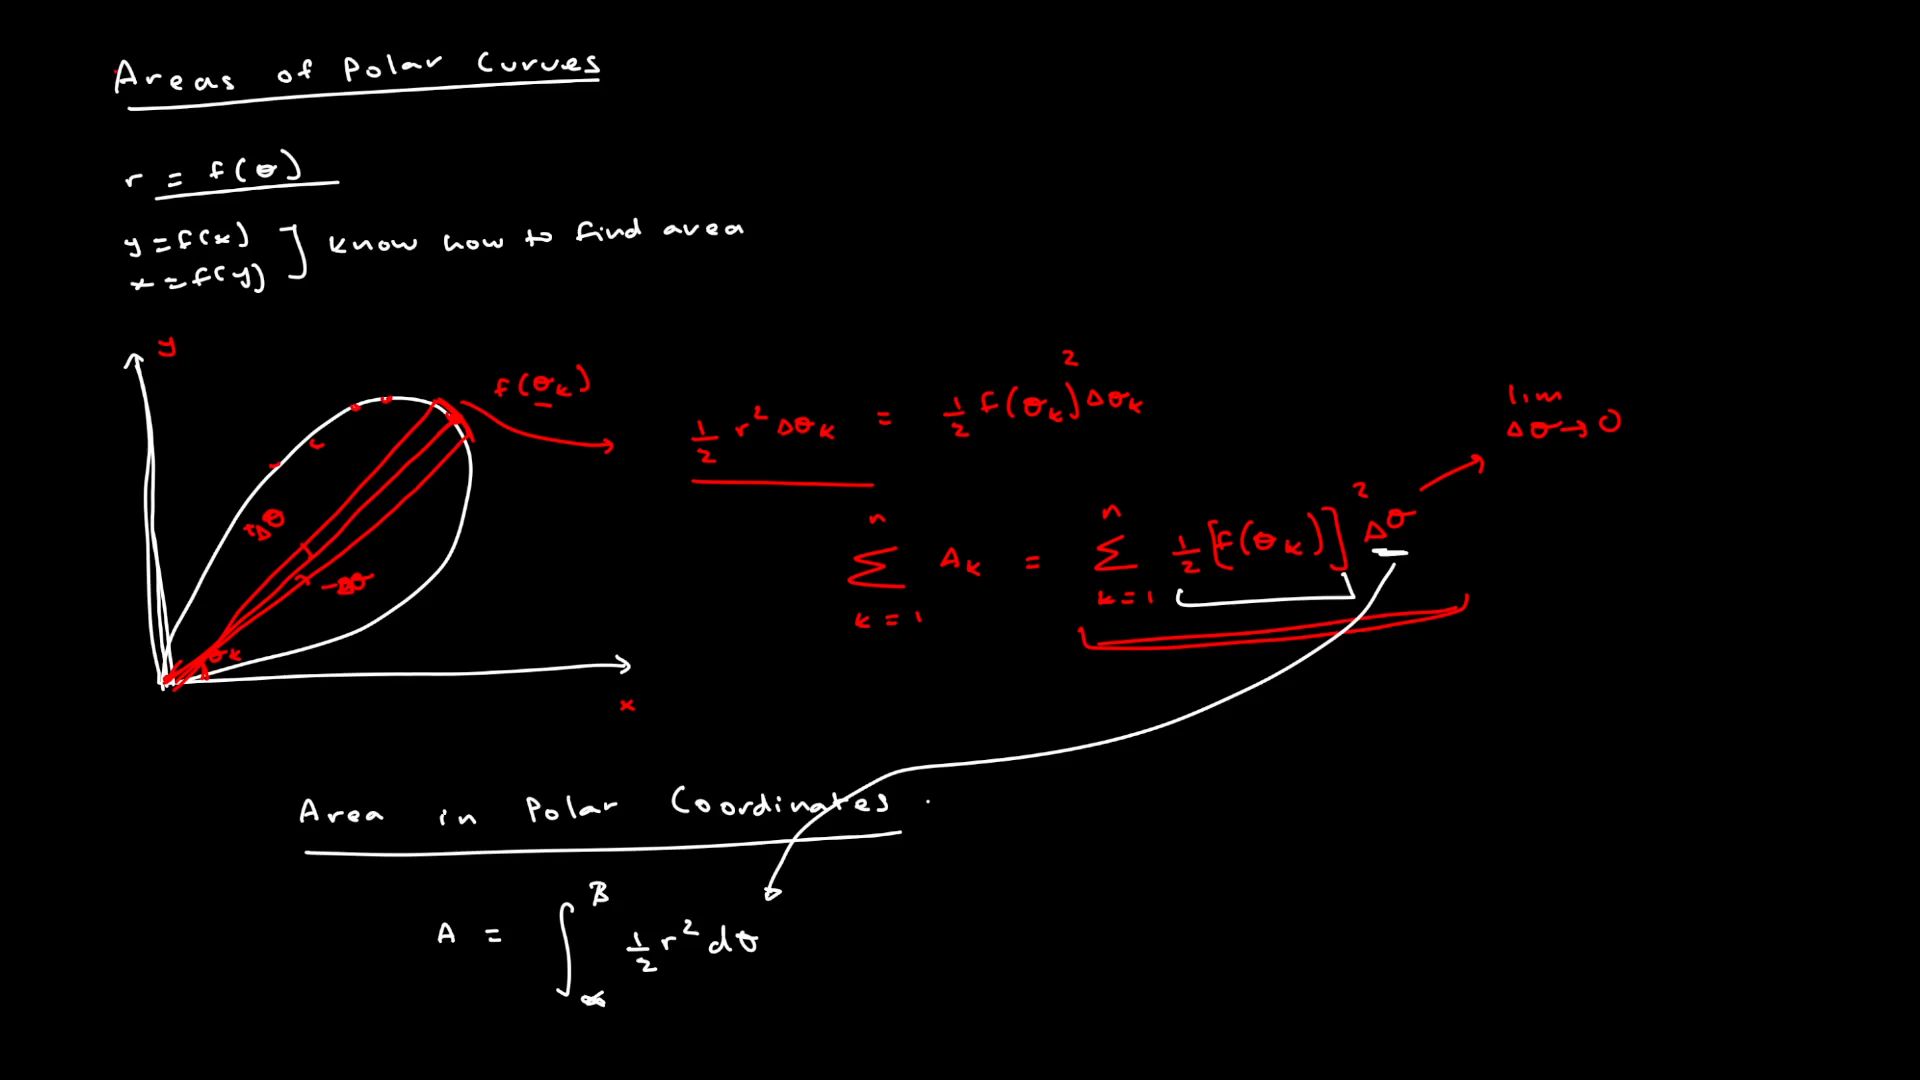 Areas of Polar Curves
r = f(θ)
y = f(x)
x = f(y)
] know how to find area
y
f(θₖ)
+Δθ
-Δθ
θₖ
x
½ r² Δθₖ = ½ f(θₖ)² Δθₖ
lim
Δθ → 0
n
∑ Aₖ = ∑ ½ [f(θₖ)]² Δθ
k = 1
n
k = 1
Area in Polar Coordinates.
A = ∫ ½ r² dθ
β
α